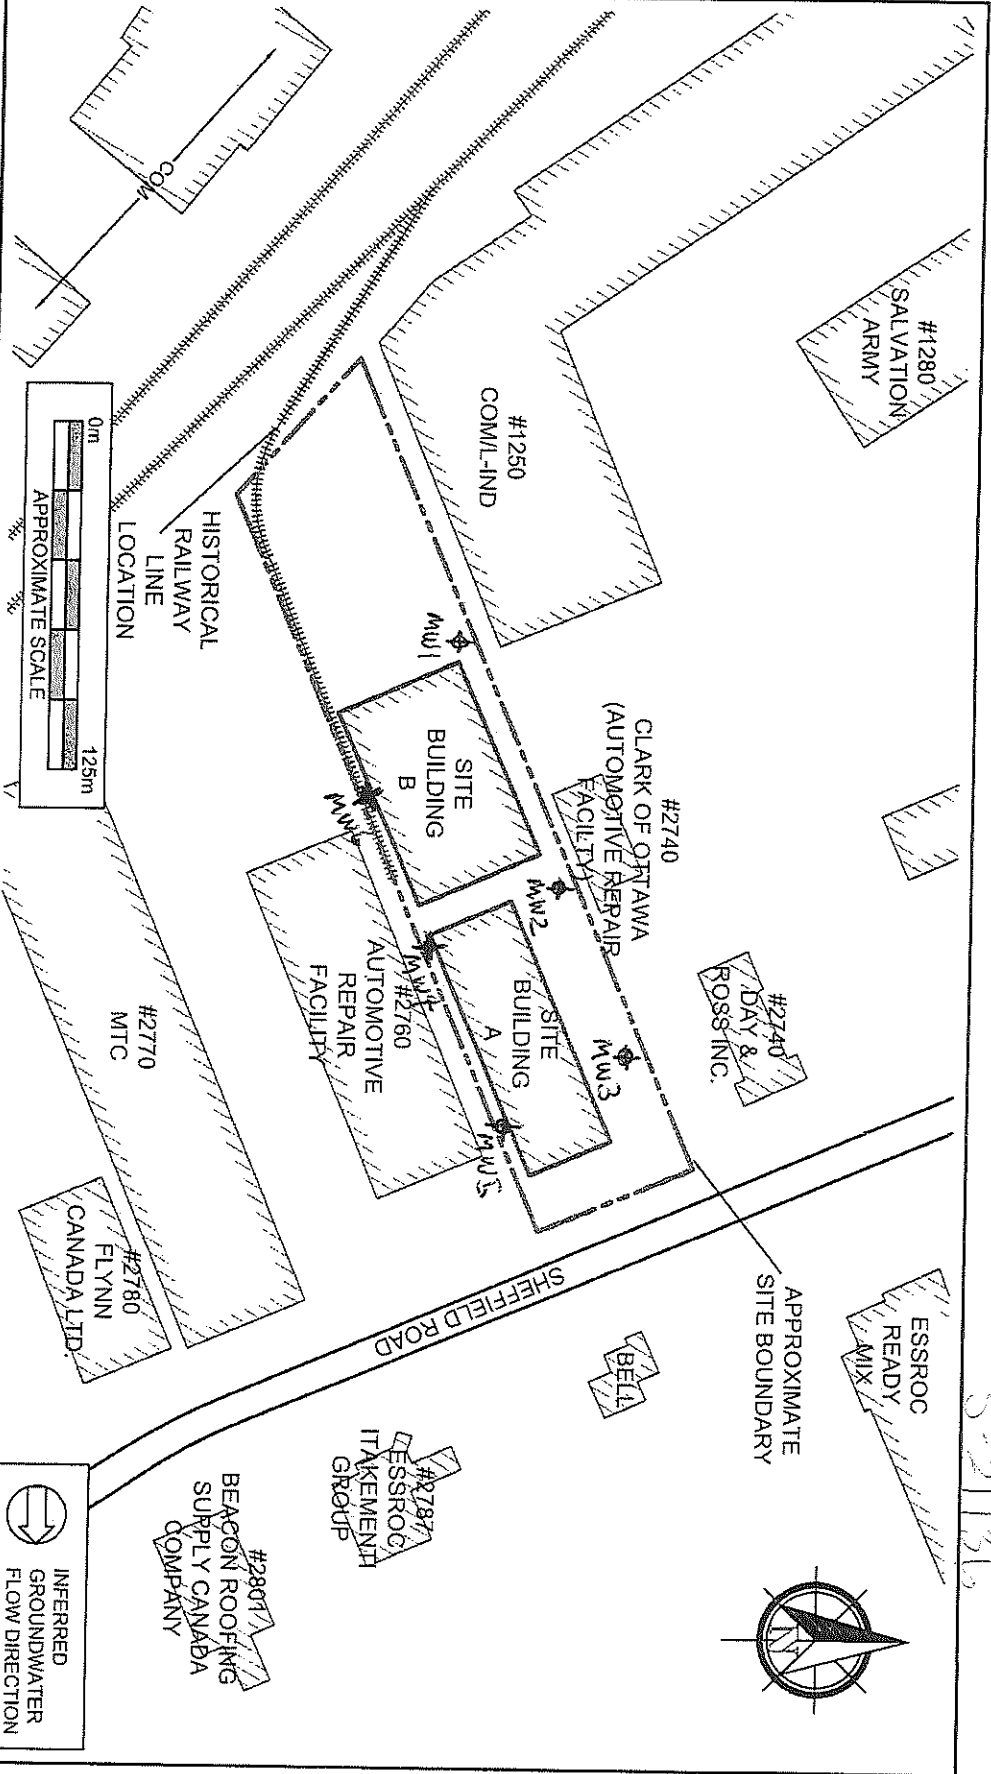 #1280
SALVATION
ARMY
#1250
COM/L-IND
COM
#2740
CLARK OF OTTAWA
(AUTOMOTIVE REPAIR
FACILTY)
#2740
DAY &
ROSS INC.
ESSROC
READY
MIX
APPROXIMATE
SITE BOUNDARY
N
MW1
MW2
MW3
SITE
BUILDING
B
SITE
BUILDING
A
MW5
HISTORICAL
RAILWAY
LINE
LOCATION
#2760
AUTOMOTIVE
REPAIR
FACILITY
BELL
SHEFFIELD ROAD
#2787
ESSROC
ITAKEMENTI
GROUP
#2770
MTC
#2780
FLYNN
CANADA LTD.
#2801
BEACON ROOFING
SUPPLY CANADA
COMPANY
0m
125m
APPROXIMATE SCALE
INFERRED
GROUNDWATER
FLOW DIRECTION